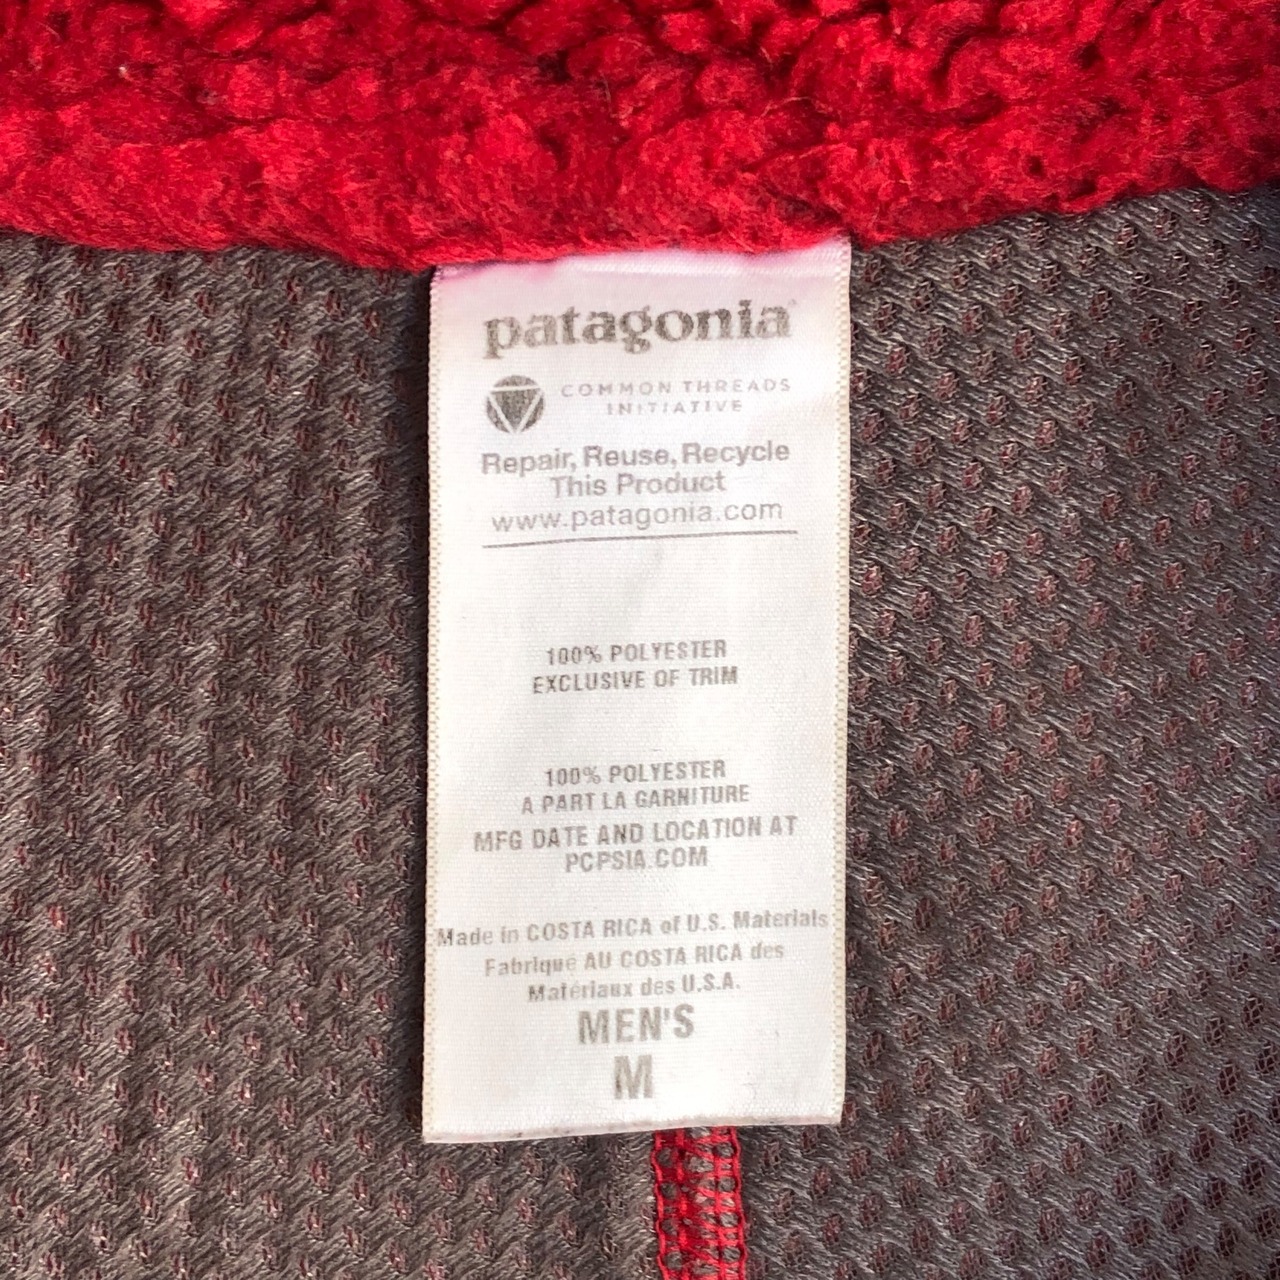 patagonia®
COMMON THREADS
INITIATIVE
Repair, Reuse, Recycle
This Product
www.patagonia.com
100% POLYESTER
EXCLUSIVE OF TRIM
100% POLYESTER
A PART LA GARNITURE
MFG DATE AND LOCATION AT
PCPSIA.COM
Made in COSTA RICA of U.S. Materials
Fabriqué AU COSTA RICA des
Matériaux des U.S.A.
MEN'S
M